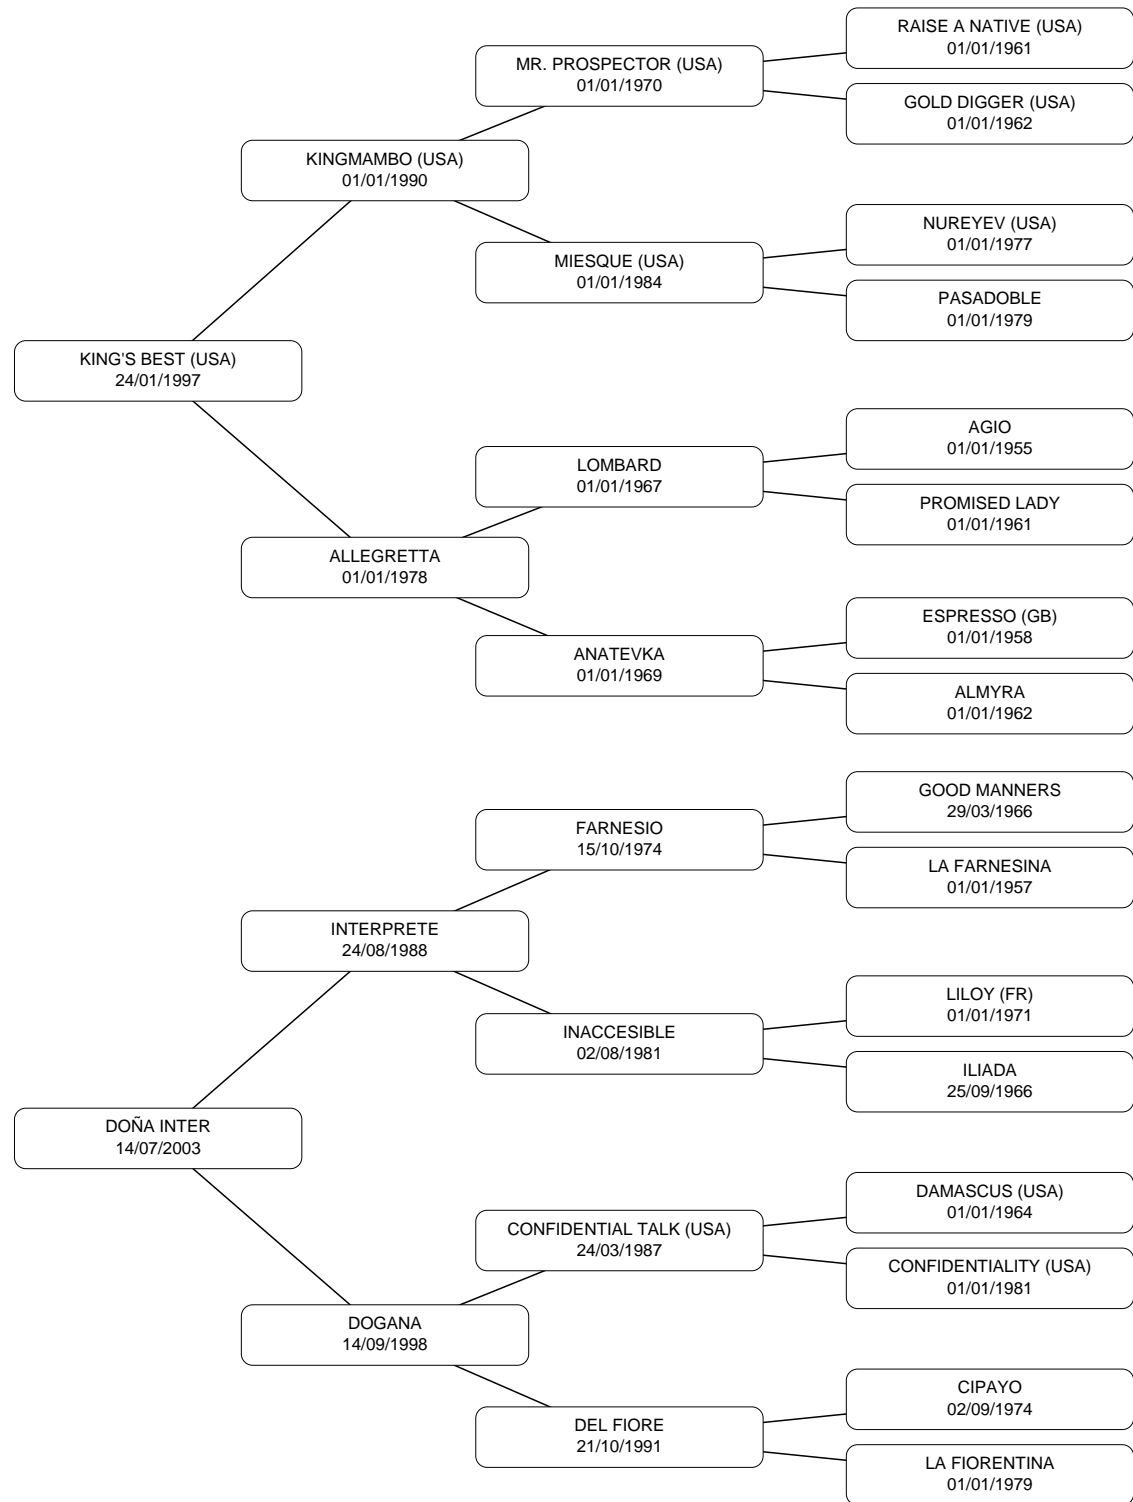 RAISE A NATIVE (USA)
01/01/1961
MR. PROSPECTOR (USA)
01/01/1970
GOLD DIGGER (USA)
01/01/1962
KINGMAMBO (USA)
01/01/1990
NUREYEV (USA)
01/01/1977
MIESQUE (USA)
01/01/1984
PASADOBLE
01/01/1979
KING'S BEST (USA)
24/01/1997
AGIO
01/01/1955
LOMBARD
01/01/1967
PROMISED LADY
01/01/1961
ALLEGRETTA
01/01/1978
ESPRESSO (GB)
01/01/1958
ANATEVKA
01/01/1969
ALMYRA
01/01/1962
GOOD MANNERS
29/03/1966
FARNESIO
15/10/1974
LA FARNESINA
01/01/1957
INTERPRETE
24/08/1988
LILOY (FR)
01/01/1971
INACCESIBLE
02/08/1981
ILIADA
25/09/1966
DOÑA INTER
14/07/2003
DAMASCUS (USA)
01/01/1964
CONFIDENTIAL TALK (USA)
24/03/1987
CONFIDENTIALITY (USA)
01/01/1981
DOGANA
14/09/1998
CIPAYO
02/09/1974
DEL FIORE
21/10/1991
LA FIORENTINA
01/01/1979